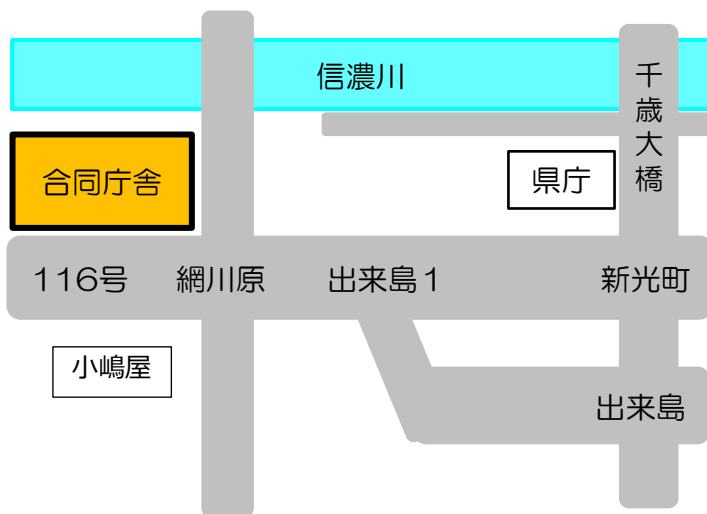 信濃川
千歳大橋
合同庁舎
県庁
116号
網川原
出来島1
新光町
小嶋屋
出来島